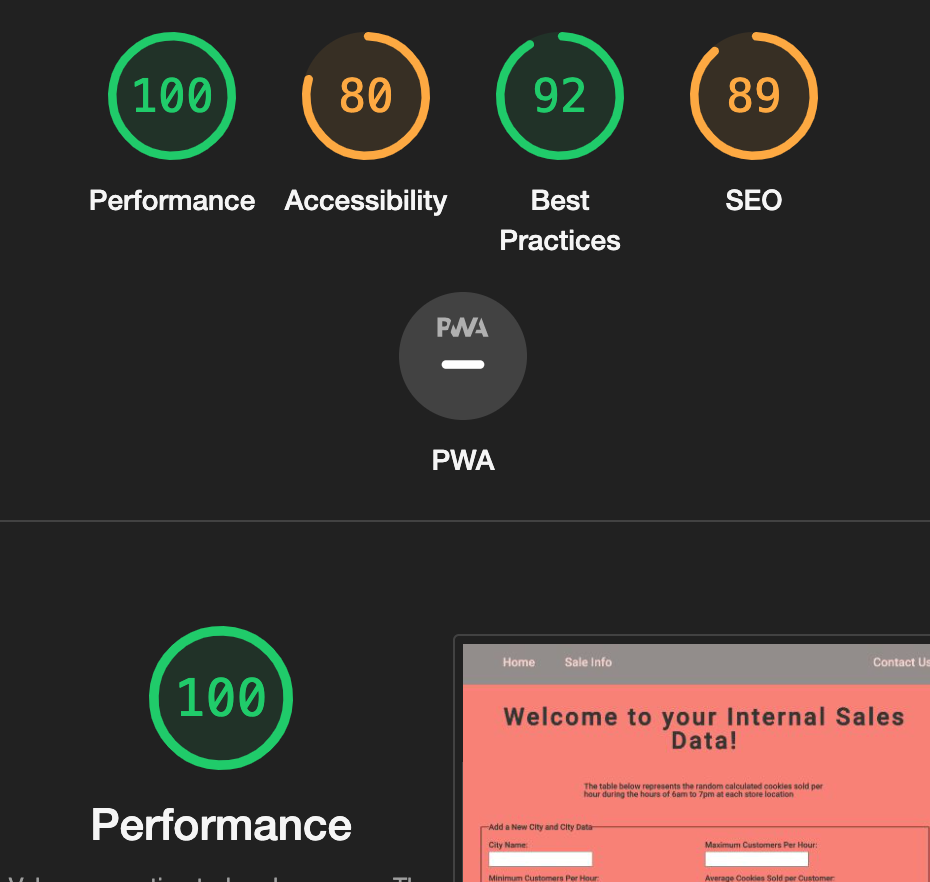 100
80
92
89
Performance
Accessibility
Best
Practices
SEO
PWA
PWA
100
Performance
Home
Sale Info
Contact Us
Welcome to your Internal Sales
Data!
The table below represents the random calculated cookies sold per
hour during the hours of 6am to 7pm at each store location
Add a New City and City Data
City Name:
Maximum Customers Per Hour:
Minimum Customers Per Hour:
Average Cookies Sold per Customer: